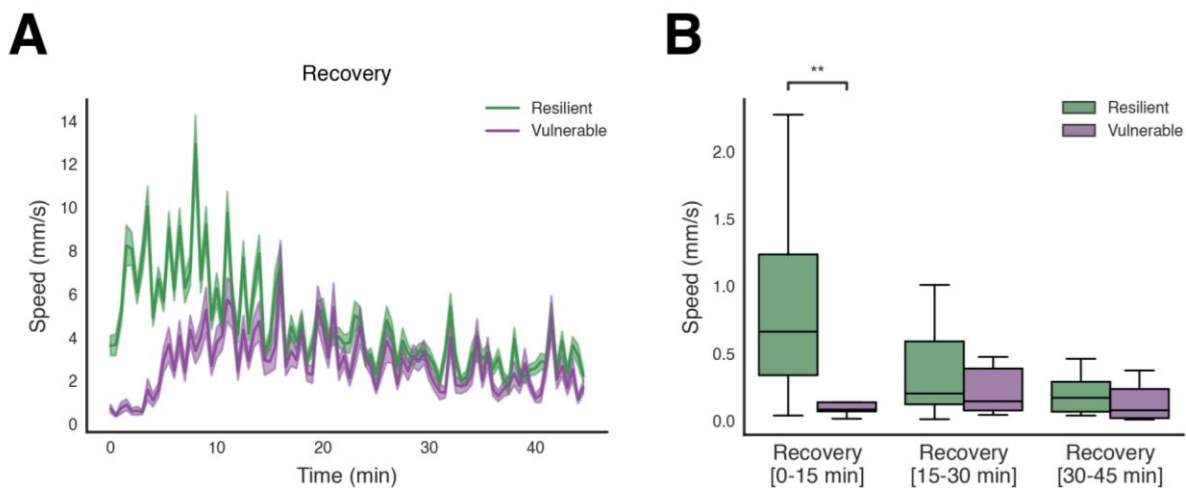 A
Recovery
Resilient
Vulnerable
Speed (mm/s)
14
12
10
8
6
4
2
0
0 10 20 30 40
Time (min)
B
**
Resilient
Vulnerable
Speed (mm/s)
2.0
1.5
1.0
0.5
0.0
Recovery Recovery Recovery
[0-15 min] [15-30 min] [30-45 min]